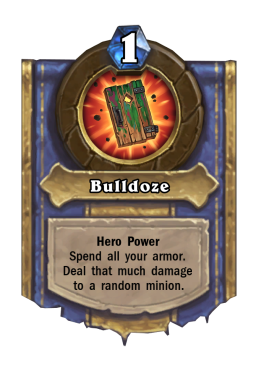 1
Bulldoze
Hero Power
Spend all your armor.
Deal that much damage
to a random minion.